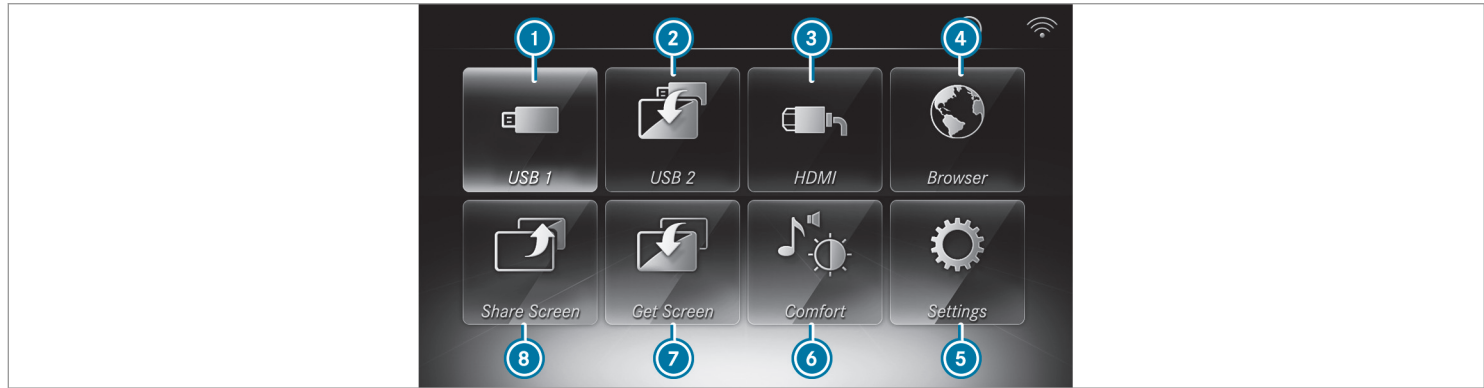 1 2 3 4
USB 1 USB 2 HDMI Browser
Share Screen Get Screen Comfort Settings
8 7 6 5